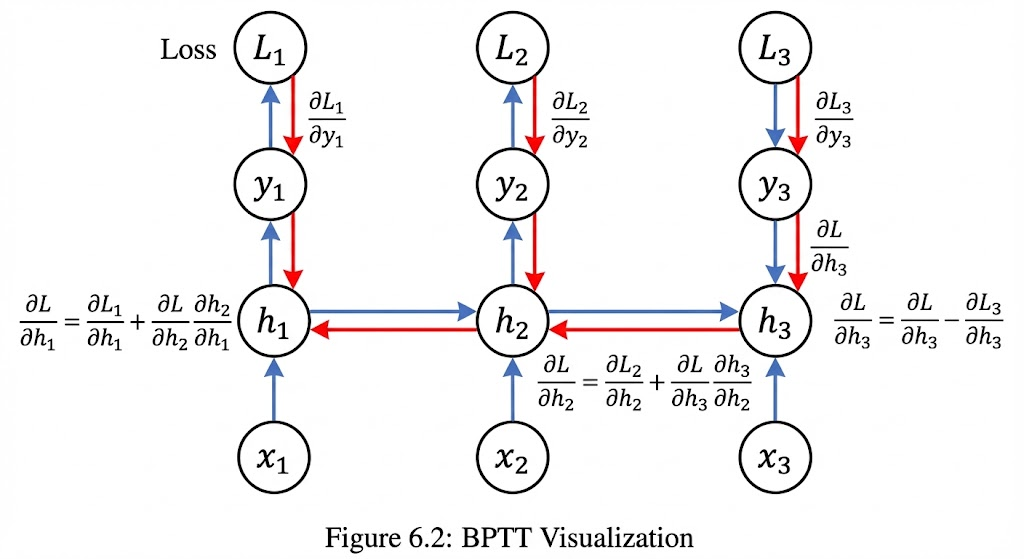 Loss L₁ L₂ L₃
∂L₁/∂y₁ ∂L₂/∂y₂ ∂L₃/∂y₃
y₁ y₂ y₃
∂L/∂h₃
∂L/∂h₁ = ∂L₁/∂h₁ + ∂L/∂h₂ ∂h₂/∂h₁ h₁ h₂ h₃ ∂L/∂h₃ = ∂L/∂h₃ − ∂L₃/∂h₃
∂L/∂h₂ = ∂L₂/∂h₂ + ∂L/∂h₃ ∂h₃/∂h₂
x₁ x₂ x₃
Figure 6.2: BPTT Visualization